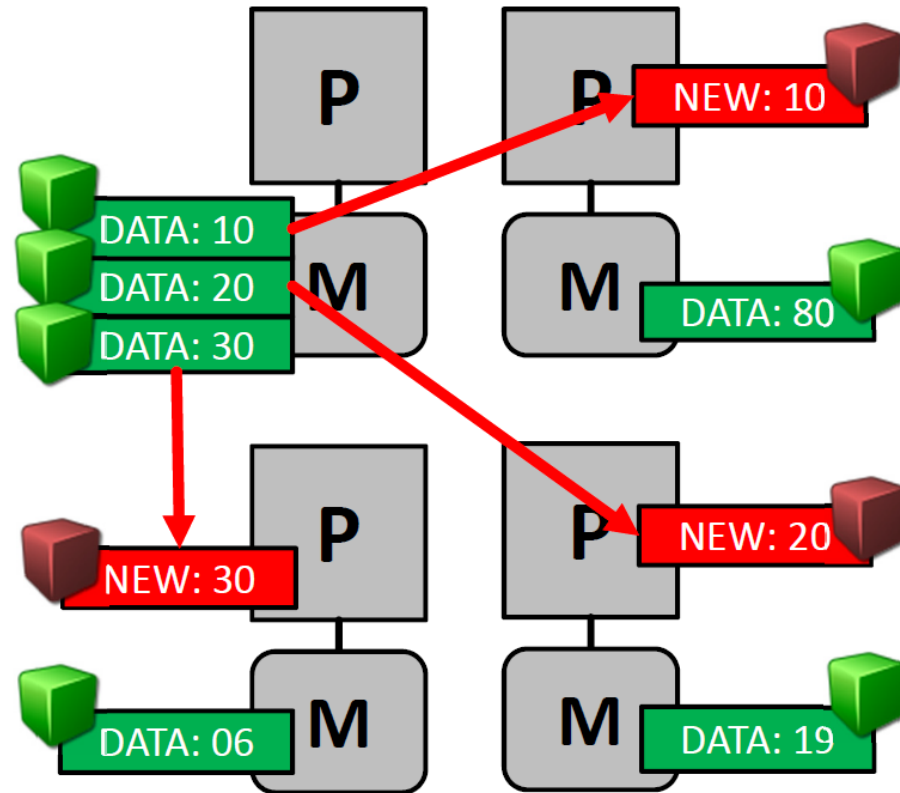 P
P
NEW: 10
DATA: 10
DATA: 20
DATA: 30
M
M
DATA: 80
P
P
NEW: 20
NEW: 30
M
M
DATA: 06
DATA: 19